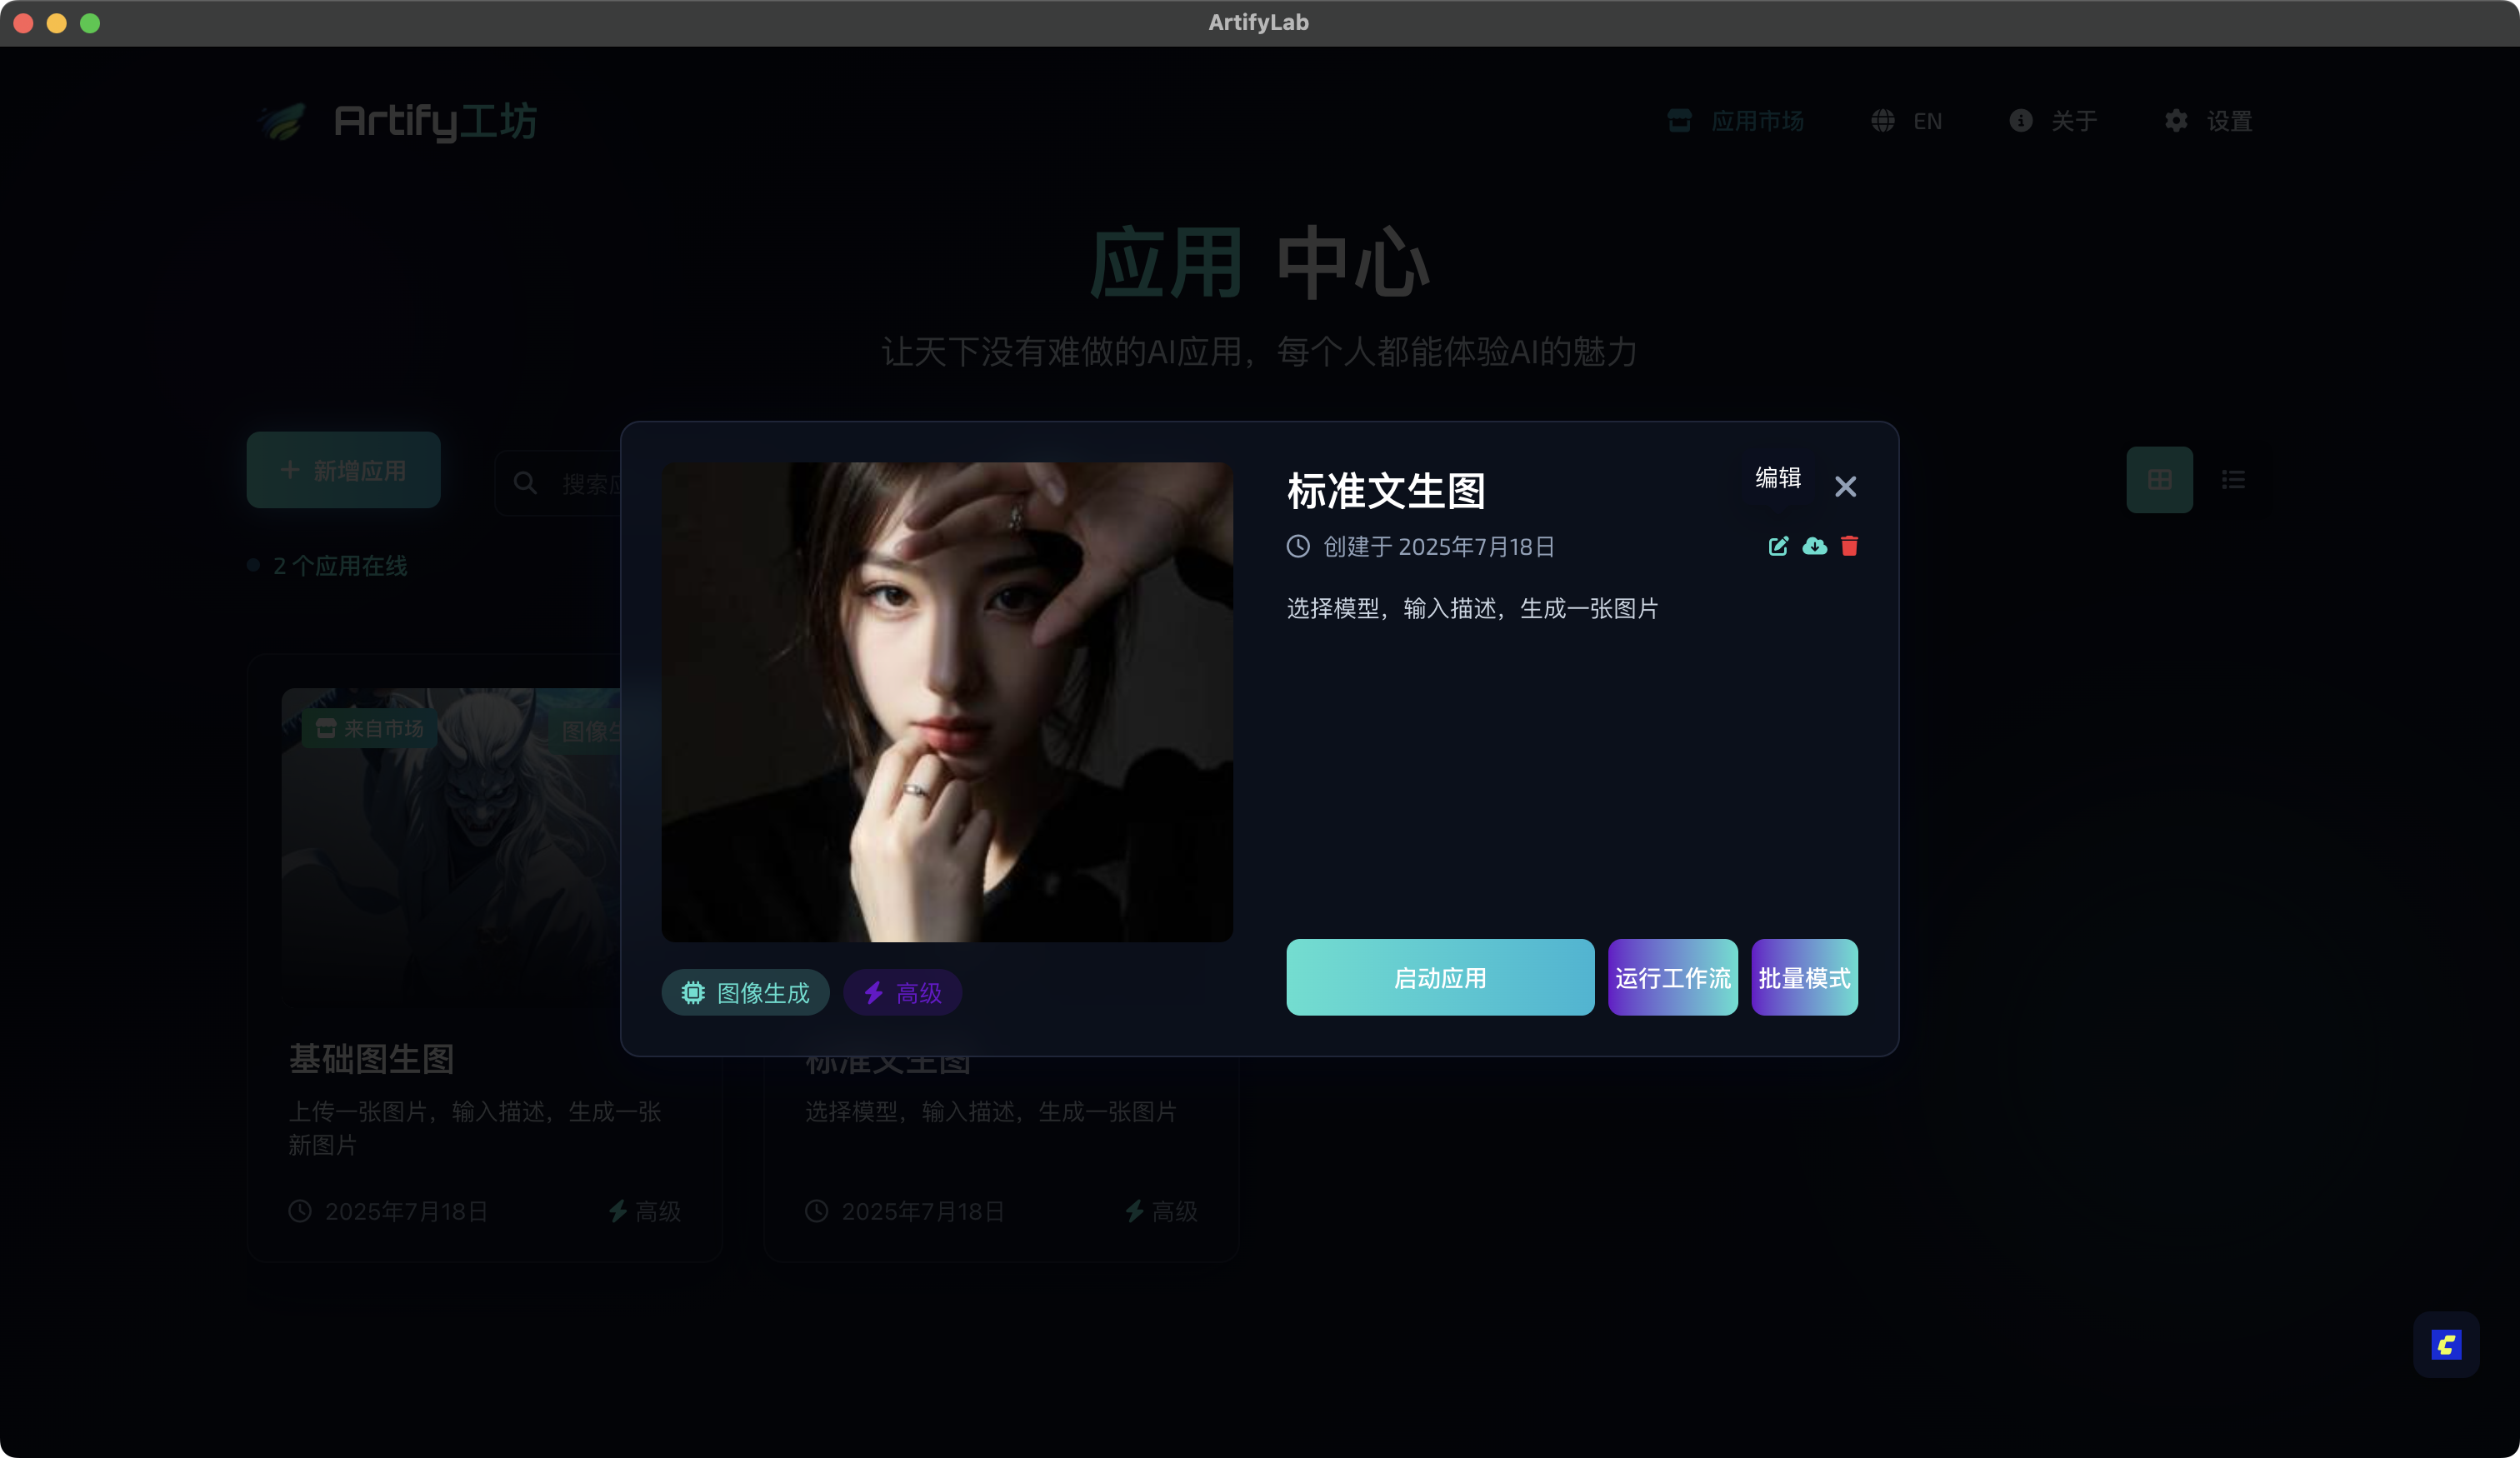 ArtifyLab
Artify工坊
应用市场
EN
关于
设置
应用 中心
让天下没有难做的AI应用，每个人都能体验AI的魅力
+ 新增应用
搜索应
2 个应用在线
标准文生图
编辑
创建于 2025年7月18日
选择模型，输入描述，生成一张图片
启动应用
运行工作流
批量模式
图像生成
高级
来自市场
图像生
基础图生图
上传一张图片，输入描述，生成一张
新图片
2025年7月18日
高级
标准文生图
选择模型，输入描述，生成一张图片
2025年7月18日
高级